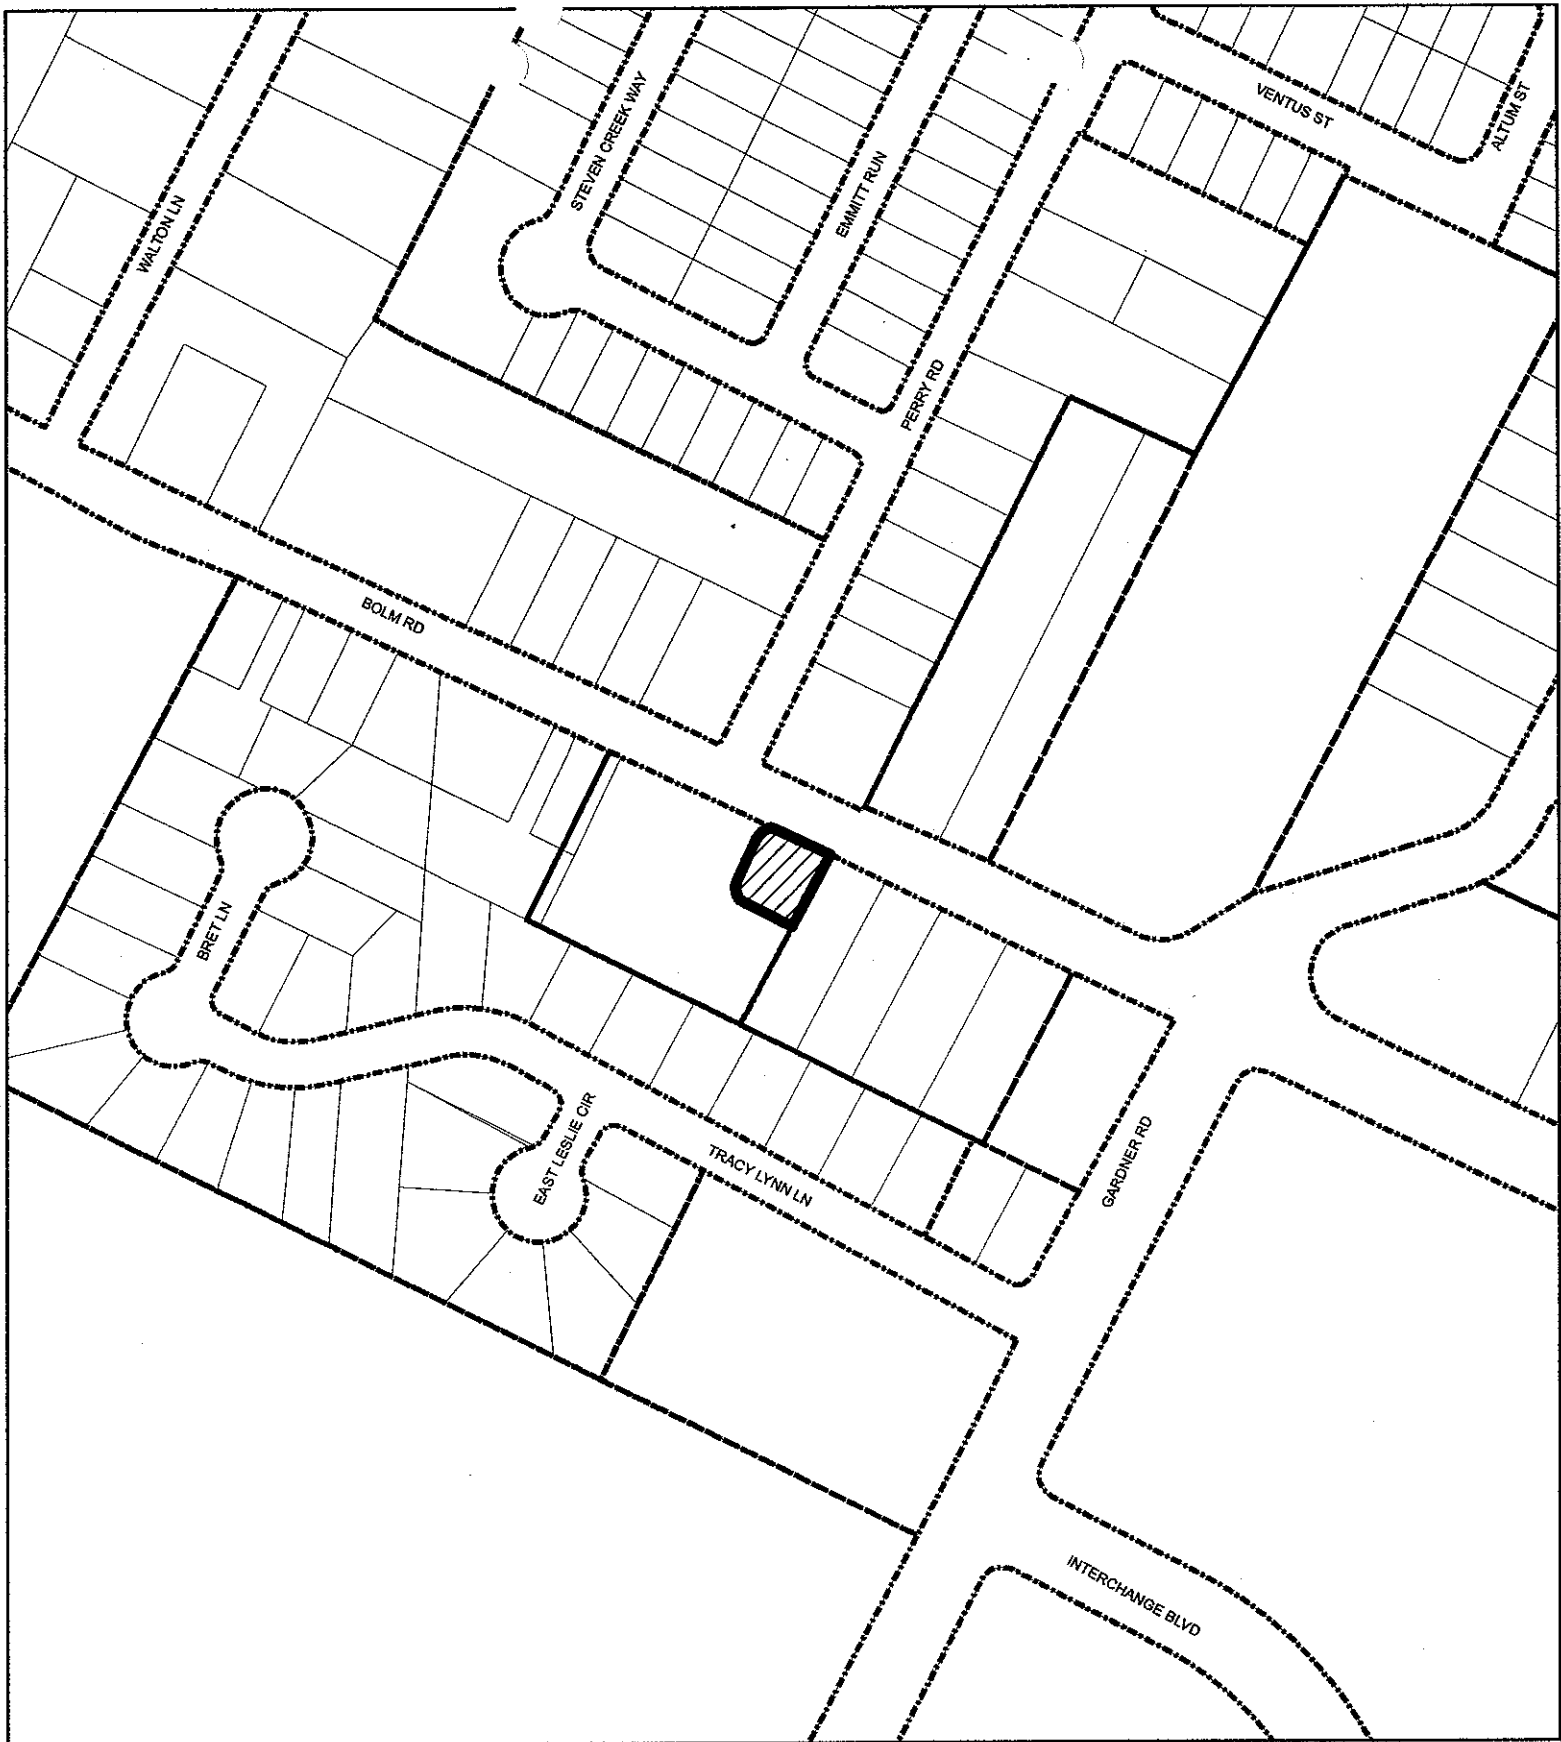 VENTUS ST
ALTUM ST
STEVEN CREEK WAY
EMMITT RUN
WALTON LN
PERRY RD
BOLM RD
BRET LN
EAST LESLIE CIR
TRACY LYNN LN
GARDNER RD
INTERCHANGE BLVD